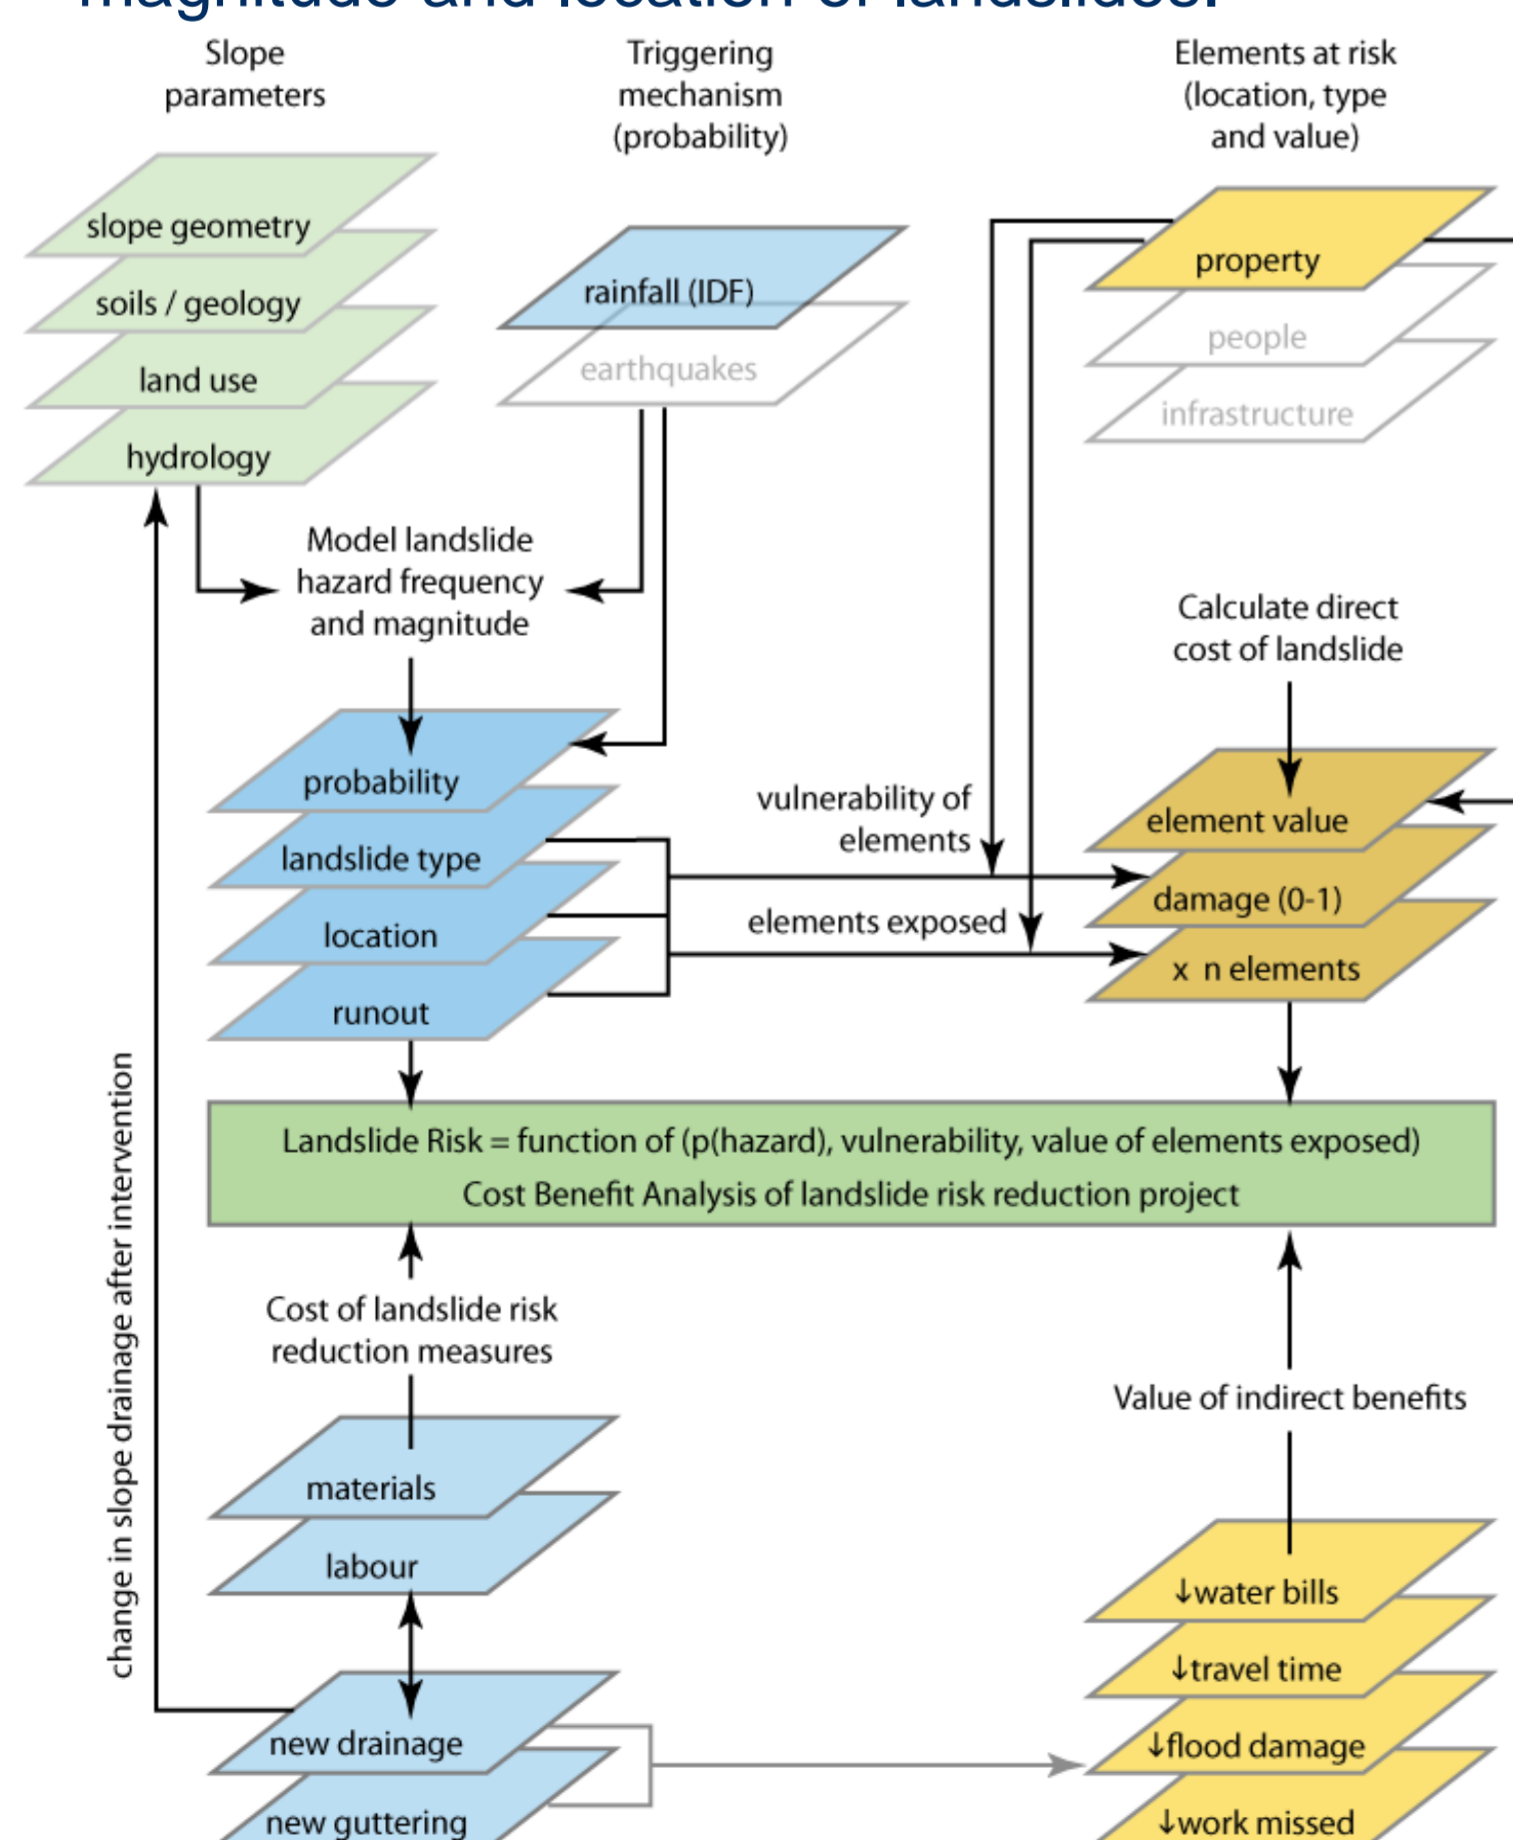 magnitude and location of landslides.
Slope
parameters
Triggering
mechanism
(probability)
Elements at risk
(location, type
and value)
slope geometry
soils / geology
land use
hydrology
rainfall (IDF)
earthquakes
property
people
infrastructure
Model landslide
hazard frequency
and magnitude
Calculate direct
cost of landslide
probability
landslide type
location
runout
vulnerability of
elements
elements exposed
element value
damage (0-1)
x n elements
Landslide Risk = function of (p(hazard), vulnerability, value of elements exposed)
Cost Benefit Analysis of landslide risk reduction project
change in slope drainage after intervention
Cost of landslide risk
reduction measures
Value of indirect benefits
materials
labour
new drainage
new guttering
↓water bills
↓travel time
↓flood damage
↓work missed